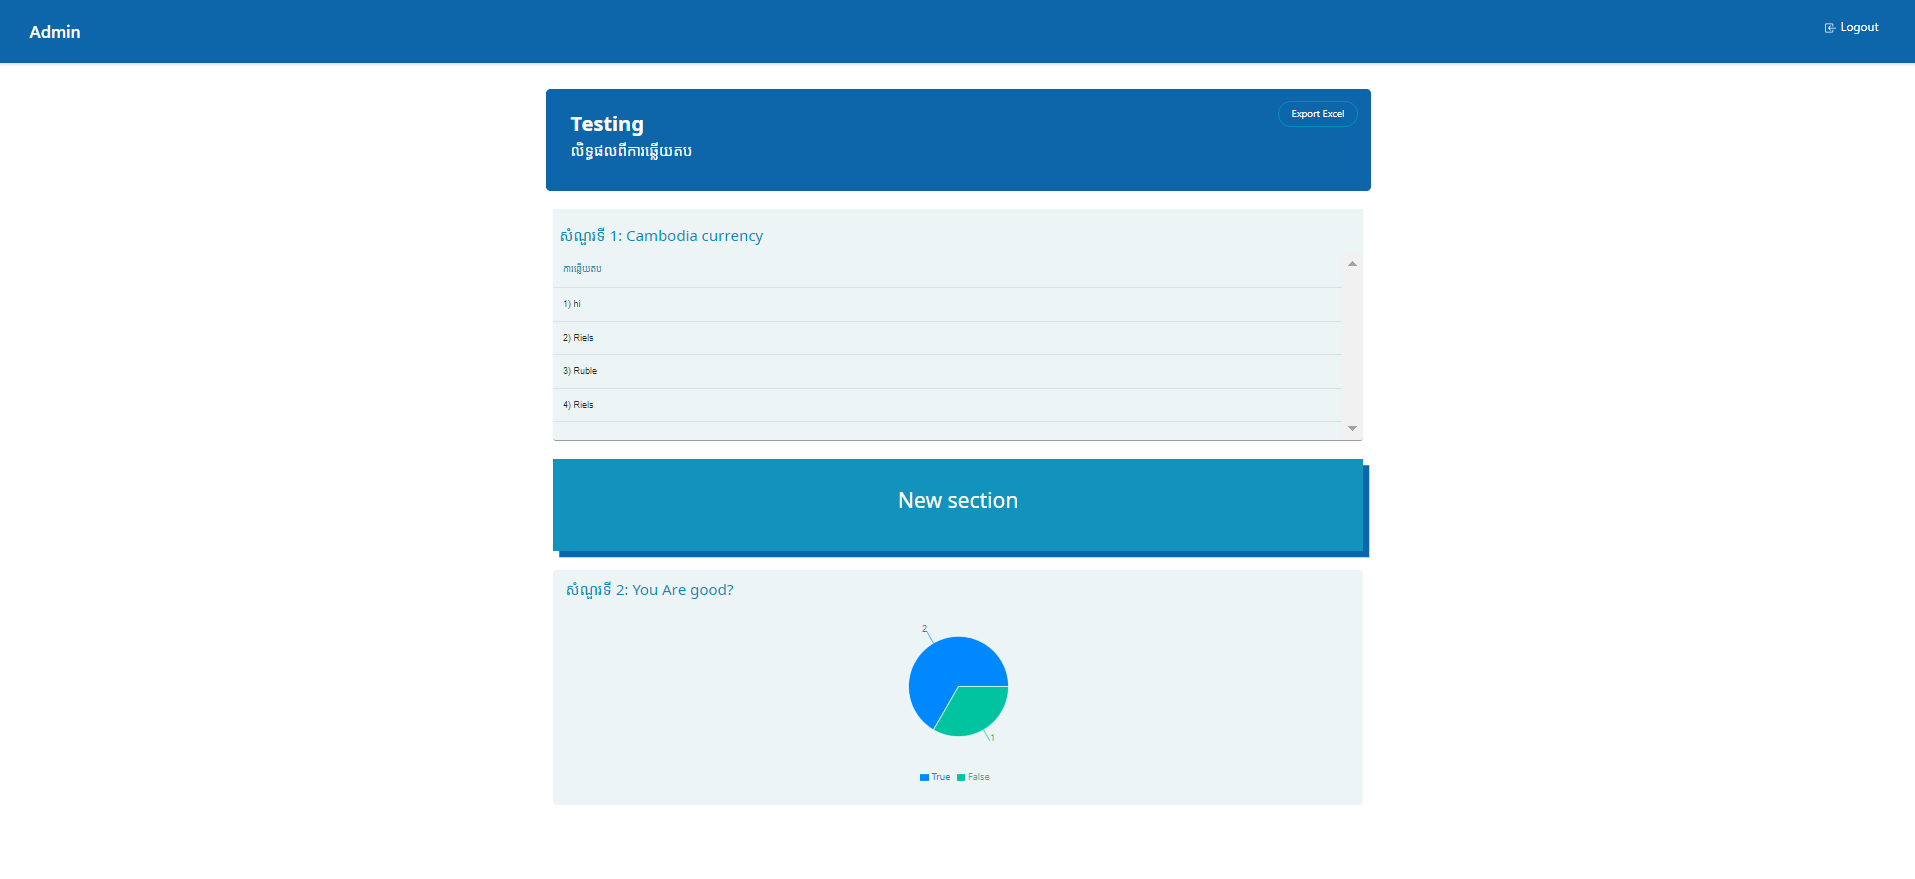 Admin
Logout
Testing
Export Excel
លិទ្ធផលពីការឆ្លើយតប
សំណួរទី 1: Cambodia currency
ការឆ្លើយតប
1) hi
2) Riels
3) Ruble
4) Riels
New section
សំណួរទី 2: You Are good?
2
1
True False